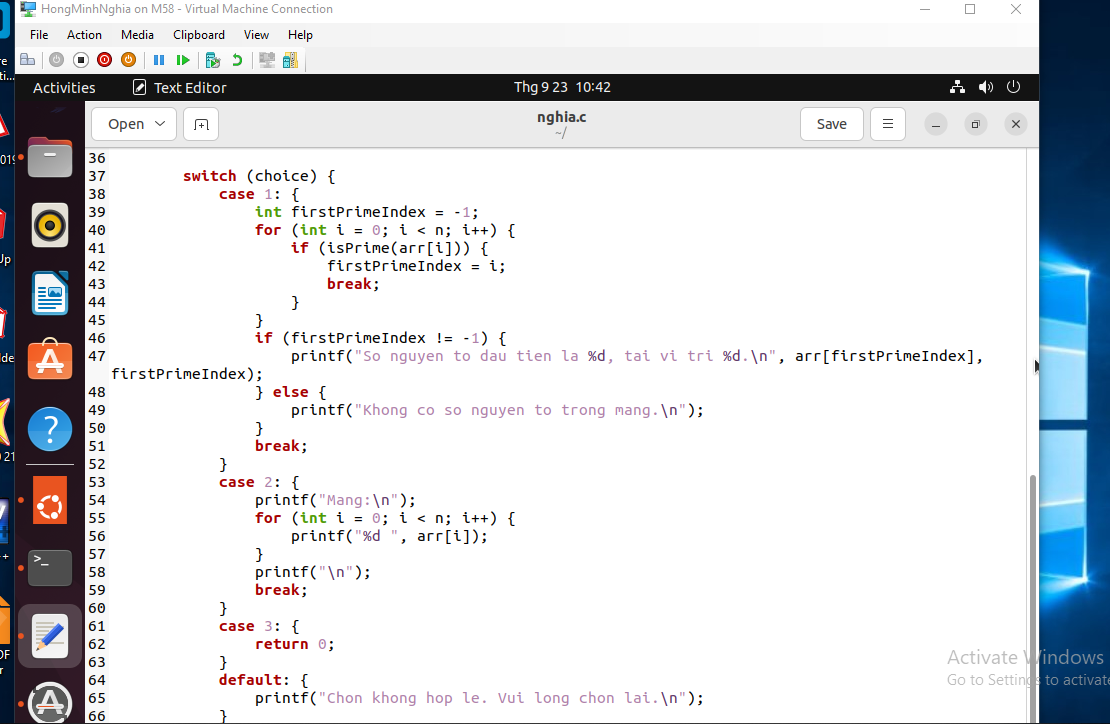 HongMinhNghia on M58 - Virtual Machine Connection
File Action Media Clipboard View Help
Activities Text Editor Thg 9 23 10:42
Open nghia.c Save
~/
36
37 switch (choice) {
38 case 1: {
39 int firstPrimeIndex = -1;
40 for (int i = 0; i < n; i++) {
41 if (isPrime(arr[i])) {
42 firstPrimeIndex = i;
43 break;
44 }
45 }
46 if (firstPrimeIndex != -1) {
47 printf("So nguyen to dau tien la %d, tai vi tri %d.\n", arr[firstPrimeIndex],
firstPrimeIndex);
48 } else {
49 printf("Khong co so nguyen to trong mang.\n");
50 }
51 break;
52 }
53 case 2: {
54 printf("Mang:\n");
55 for (int i = 0; i < n; i++) {
56 printf("%d ", arr[i]);
57 }
58 printf("\n");
59 break;
60 }
61 case 3: {
62 return 0;
63 }
64 default: {
65 printf("Chon khong hop le. Vui long chon lai.\n");
66 }
Activate Windows
Go to Settings to activate